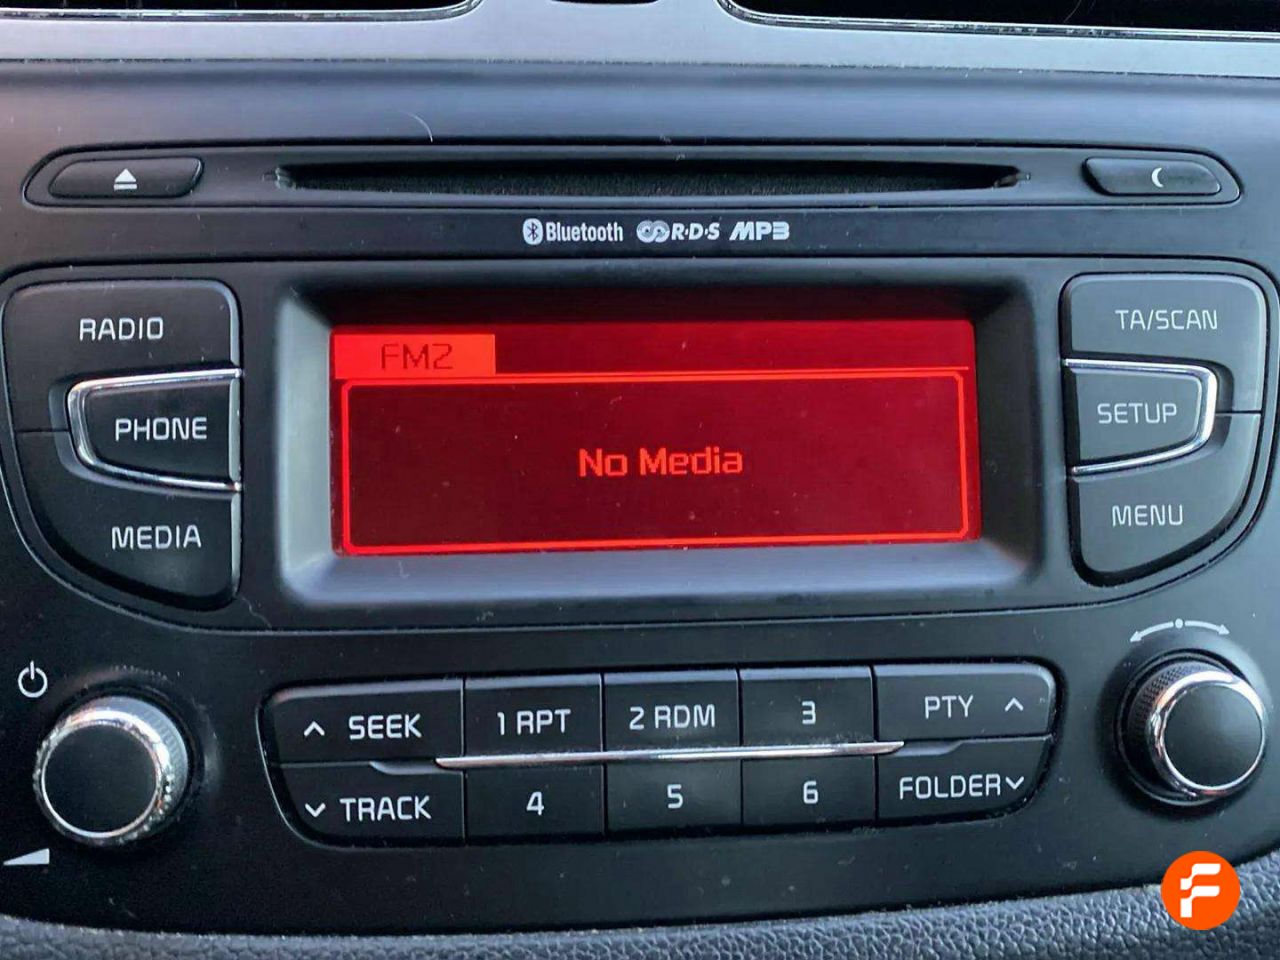 Bluetooth R·D·S MP3
RADIO
PHONE
MEDIA
FM2
No Media
TA/SCAN
SETUP
MENU
SEEK
1 RPT
2 RDM
3
PTY
TRACK
4
5
6
FOLDER
F